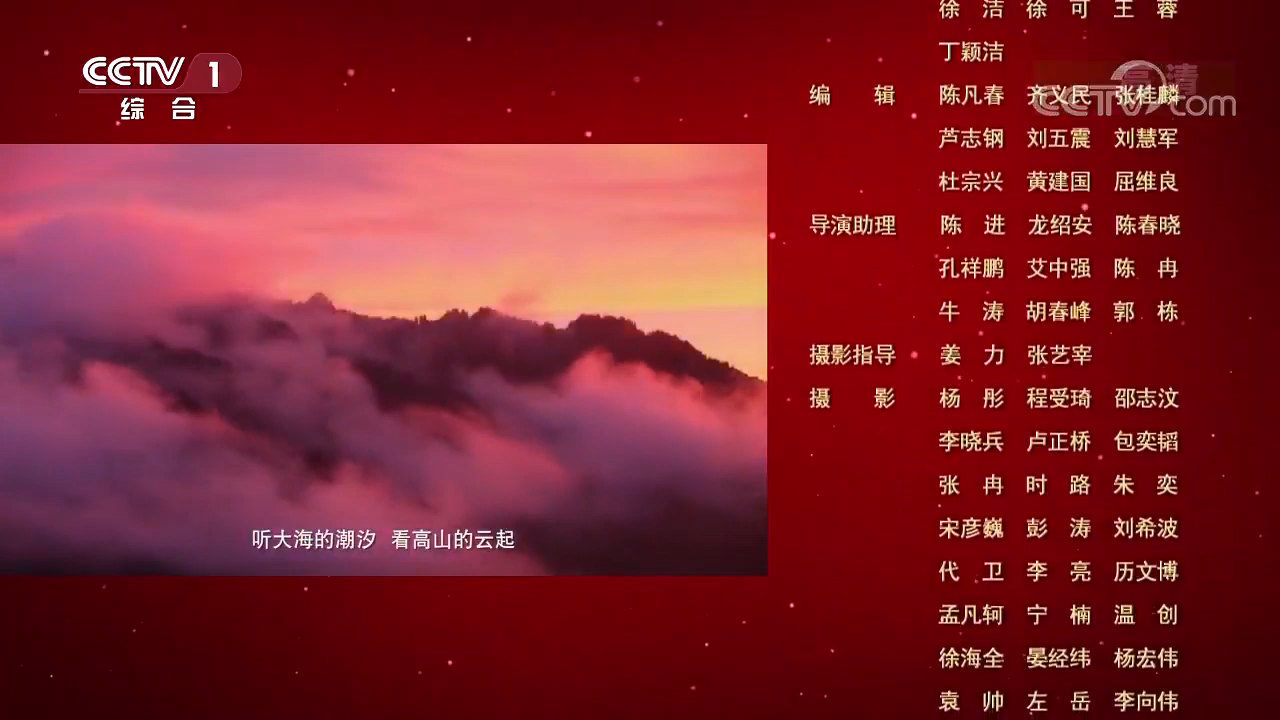 CCTV 1
综合
高清
CCTV.com
徐　洁　徐　可　王　蓉
丁颖洁
编　辑　陈凡春　齐义民　张桂麟
芦志钢　刘五震　刘慧军
杜宗兴　黄建国　屈维良
导演助理　陈　进　龙绍安　陈春晓
孔祥鹏　艾中强　陈　冉
牛　涛　胡春峰　郭　栋
摄影指导　姜　力　张艺宰
摄　影　杨　彤　程受琦　邵志汶
李晓兵　卢正桥　包奕韬
张　冉　时　路　朱　奕
宋彦巍　彭　涛　刘希波
代　卫　李　亮　历文博
孟凡轲　宁　楠　温　创
徐海全　晏经纬　杨宏伟
袁　帅　左　岳　李向伟
听大海的潮汐 看高山的云起